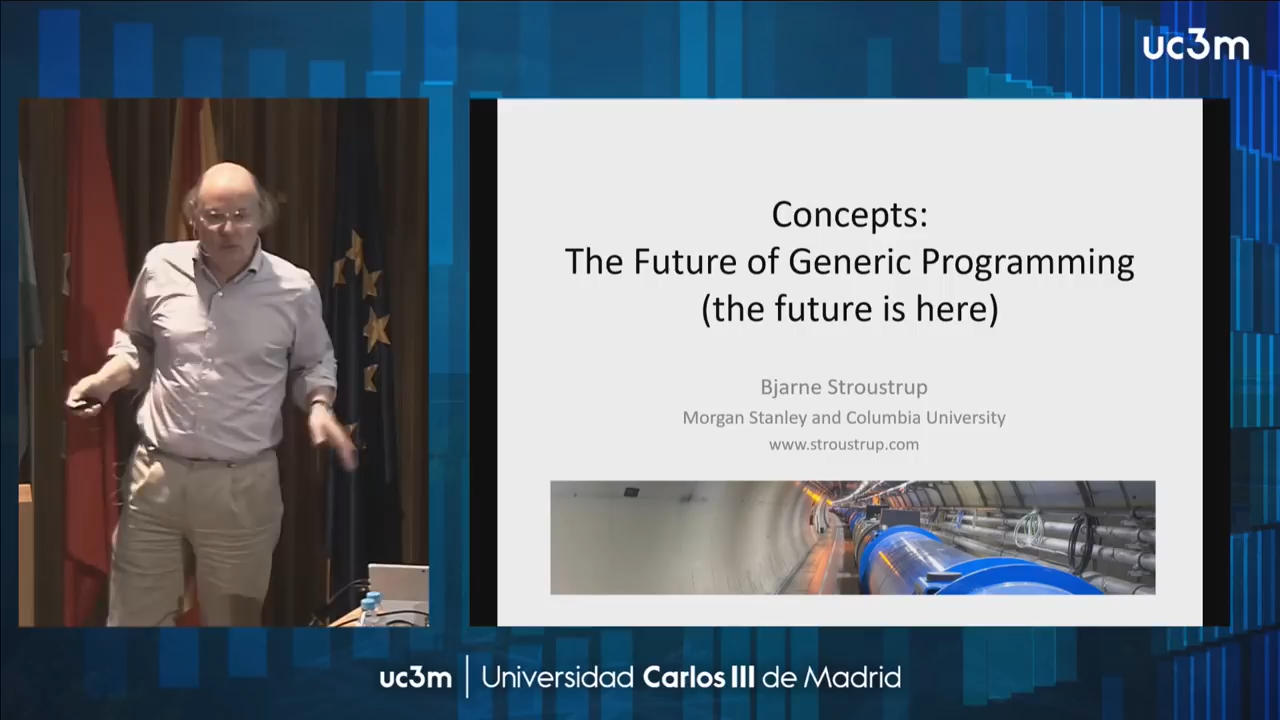 uc3m
Concepts:
The Future of Generic Programming
(the future is here)
Bjarne Stroustrup
Morgan Stanley and Columbia University
www.stroustrup.com
uc3m | Universidad Carlos III de Madrid